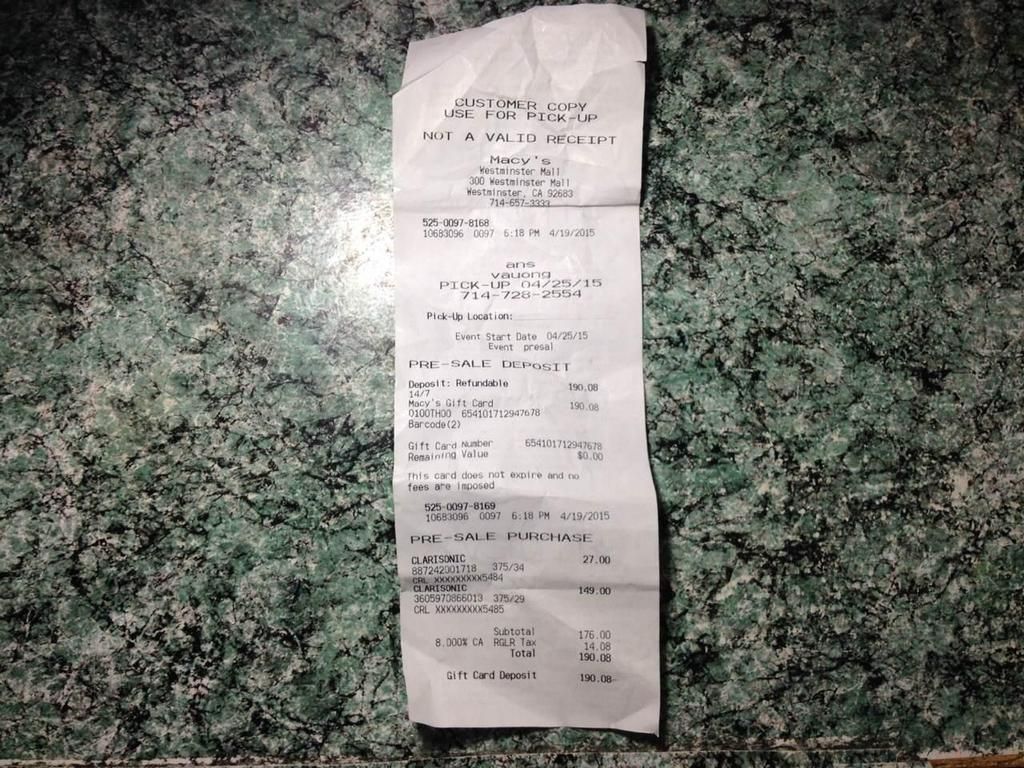 CUSTOMER COPY
USE FOR PICK-UP
NOT A VALID RECEIPT
Macy's
Westminster Mall
300 Westminster Mall
Westminster, CA 92683
714-657-3333
525-0097-8168
10683096 0097 6:18 PM 4/19/2015
ans
vauong
PICK-UP 04/25/15
714-728-2554
Pick-Up Location:
Event Start Date 04/25/15
Event presal
PRE-SALE DEPOSIT
Deposit: Refundable 190.08
14/7
Macy's Gift Card 190.08
0100TH00 654101712947678
Barcode(2)
Gift Card Number 654101712947678
Remaining Value $0.00
This card does not expire and no
fees are imposed
525-0097-8169
10683096 0097 6:18 PM 4/19/2015
PRE-SALE PURCHASE
CLARISONIC 27.00
887242001718 375/34
CRL XXXXXXXXX5484
CLARISONIC 149.00
3605970866013 375/29
CRL XXXXXXXXX5485
Subtotal 176.00
8.000% CA RGLR Tax 14.08
Total 190.08
Gift Card Deposit 190.08-